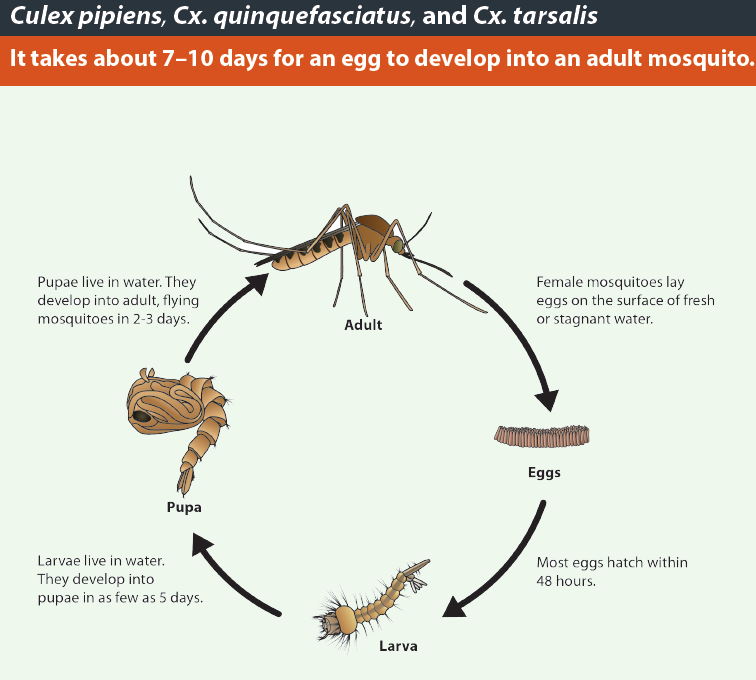 Culex pipiens, Cx. quinquefasciatus, and Cx. tarsalis
It takes about 7–10 days for an egg to develop into an adult mosquito.
Pupae live in water. They
develop into adult, flying
mosquitoes in 2-3 days.
Adult
Female mosquitoes lay
eggs on the surface of fresh
or stagnant water.
Eggs
Pupa
Larvae live in water.
They develop into
pupae in as few as 5 days.
Most eggs hatch within
48 hours.
Larva